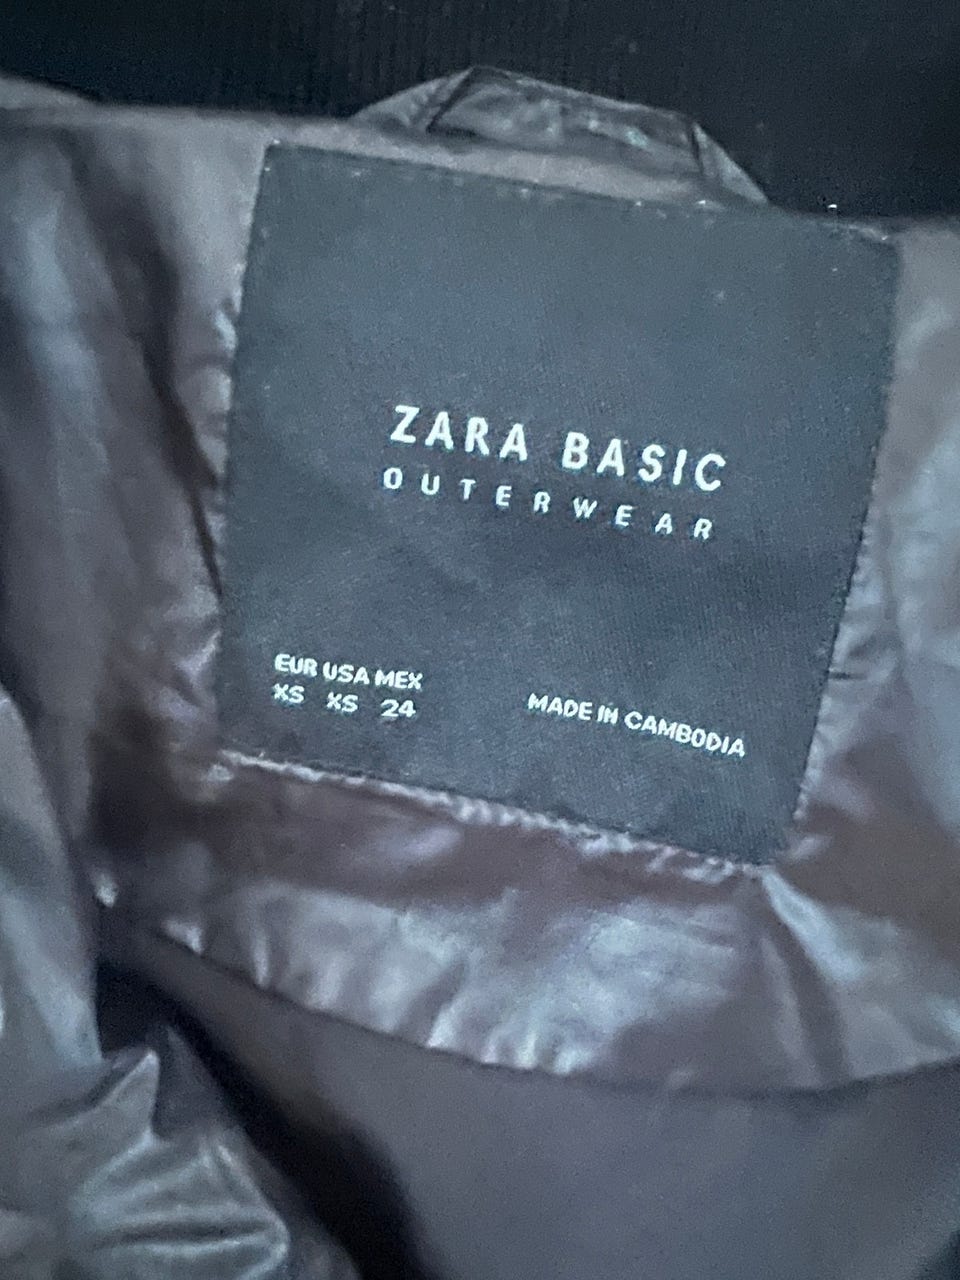 ZARA BASIC
OUTERWEAR
EUR USA MEX
XS XS 24
MADE IN CAMBODIA